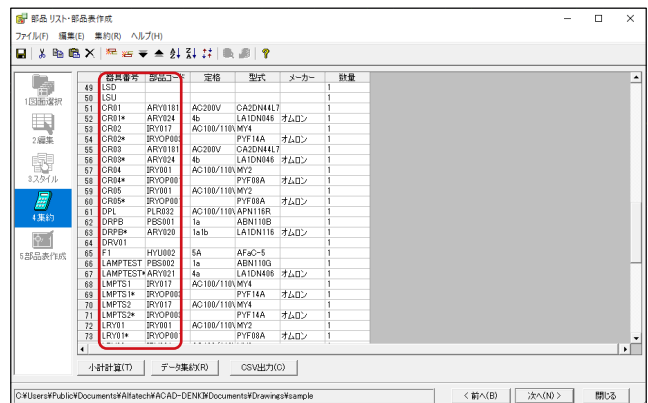 部品 リスト・部品表作成
ファイル(F) 編集(E) 集約(R) ヘルプ(H)
器具番号 部品コード 定格 型式 メーカー 数量
49 LSD 1
50 LSU 1
51 CR01 ARY0181 AC200V CA2DN44L7 1
52 CR01* ARY024 4b LA1DN046 オムロン 1
53 CR02 IRY017 AC100/110V MY4 1
54 CR02* IRYOP003 PYF14A オムロン 1
55 CR03 ARY0181 AC200V CA2DN44L7 1
56 CR03* ARY024 4b LA1DN046 オムロン 1
57 CR04 IRY001 AC100/110V MY2 1
58 CR04* IRYOP001 PYF08A オムロン 1
59 CR05 IRY001 AC100/110V MY2 1
60 CR05* IRYOP001 PYF08A オムロン 1
61 DPL PLR032 AC100/110V APN116R 1
62 DRPB PBS001 1a ABN110B 1
63 DRPB* ARY020 1a1b LA1DN116 オムロン 1
64 DRV01 1
65 F1 HYU002 5A AFaC-5 1
66 LAMPTEST PBS002 1a ABN110G 1
67 LAMPTEST* ARY021 4a LA1DN406 オムロン 1
68 LMPTS1 IRY017 AC100/110V MY4 1
69 LMPTS1* IRYOP003 PYF14A オムロン 1
70 LMPTS2 IRY017 AC100/110V MY4 1
71 LMPTS2* IRYOP003 PYF14A オムロン 1
72 LRY01 IRY001 AC100/110V MY2 1
73 LRY01* IRYOP001 PYF08A オムロン 1
1図面選択
2.編集
3.スタイル
4.集約
5部品表作成
小計計算(T) データ集約(R) CSV出力(C)
C:¥Users¥Public¥Documents¥Alfatech¥ACAD-DENKI¥Documents¥Drawings¥sample
< 前へ(B) 次へ(N) > 閉じる